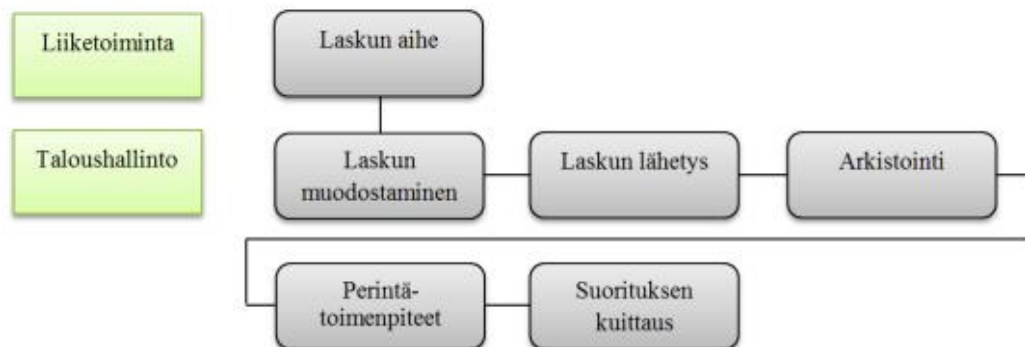 Liiketoiminta
Laskun aihe
Taloushallinto
Laskun
muodostaminen
Laskun lähetys
Arkistointi
Perintä-
toimenpiteet
Suorituksen
kuittaus